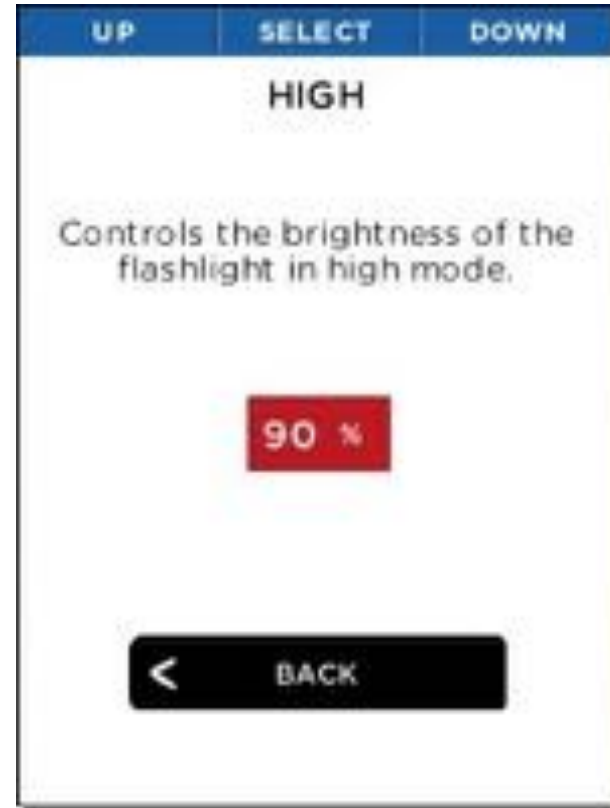 UP SELECT DOWN
HIGH
Controls the brightness of the
flashlight in high mode.
90 %
< BACK